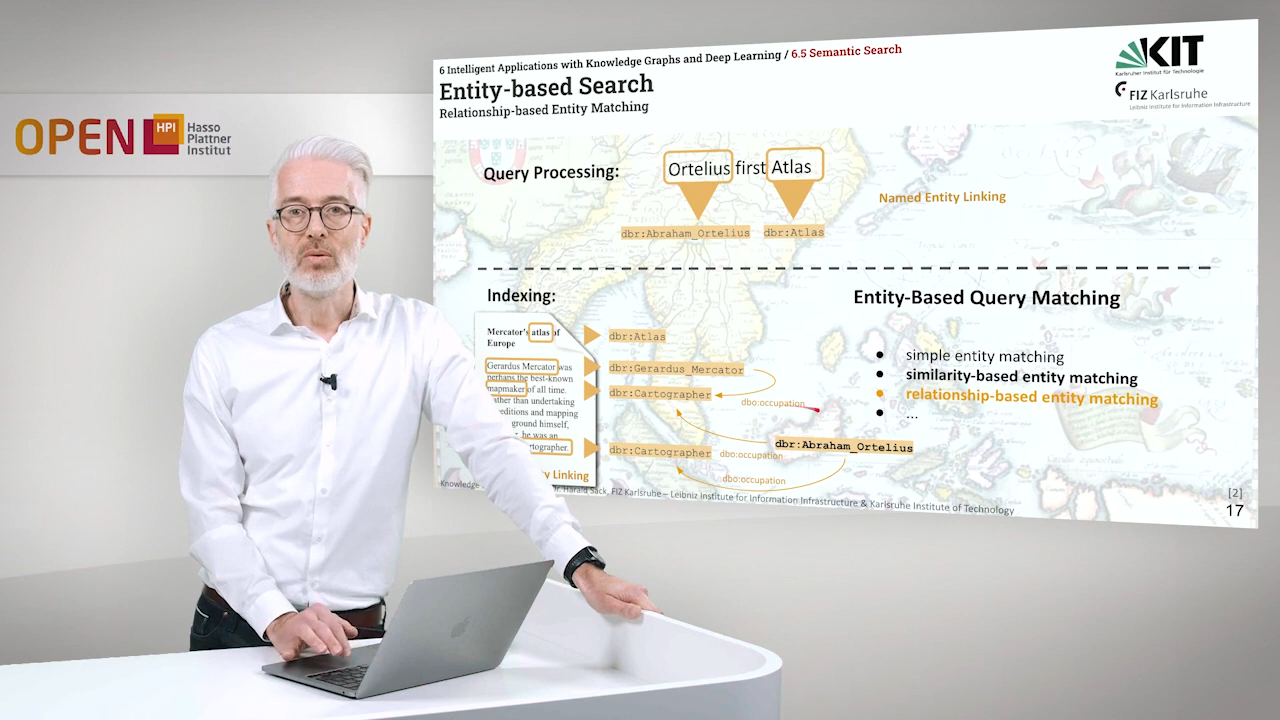 OPEN HPI Hasso
Plattner
Institut
6 Intelligent Applications with Knowledge Graphs and Deep Learning / 6.5 Semantic Search
Entity-based Search
Relationship-based Entity Matching
KIT
Karlsruher Institut für Technologie
FIZ Karlsruhe
Leibniz Institute for Information Infrastructure
Query Processing:
Ortelius first Atlas
Named Entity Linking
dbr:Abraham_Ortelius dbr:Atlas
Indexing:
Entity-Based Query Matching
Mercator's atlas of
Europe
Gerardus Mercator was
perhaps the best-known
mapmaker of all time.
undertaking
and mapping
ground himself,
he was an
dbr:Atlas
dbr:Gerardus_Mercator
dbr:Cartographer
dbo:occupation
dbr:Abraham_Ortelius
dbr:Cartographer
dbo:occupation
dbo:occupation
Linking
● simple entity matching
● similarity-based entity matching
● relationship-based entity matching
● ...
Knowledge
Harald Sack, FIZ Karlsruhe – Leibniz Institute for Information Infrastructure & Karlsruhe Institute of Technology
[2]
17